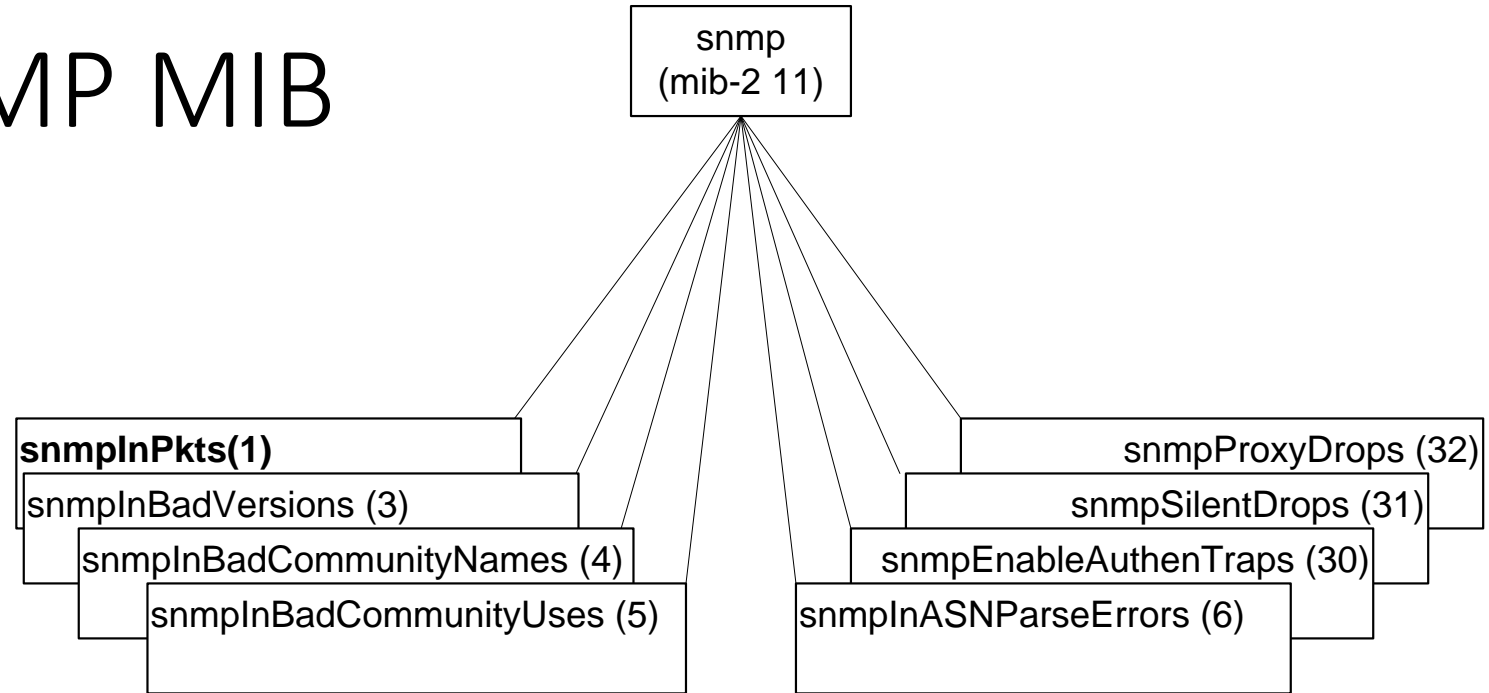 MP MIB
snmp
(mib-2 11)
snmpInPkts(1)
snmpInBadVersions (3)
snmpInBadCommunityNames (4)
snmpInBadCommunityUses (5)
snmpProxyDrops (32)
snmpSilentDrops (31)
snmpEnableAuthenTraps (30)
snmpInASNParseErrors (6)